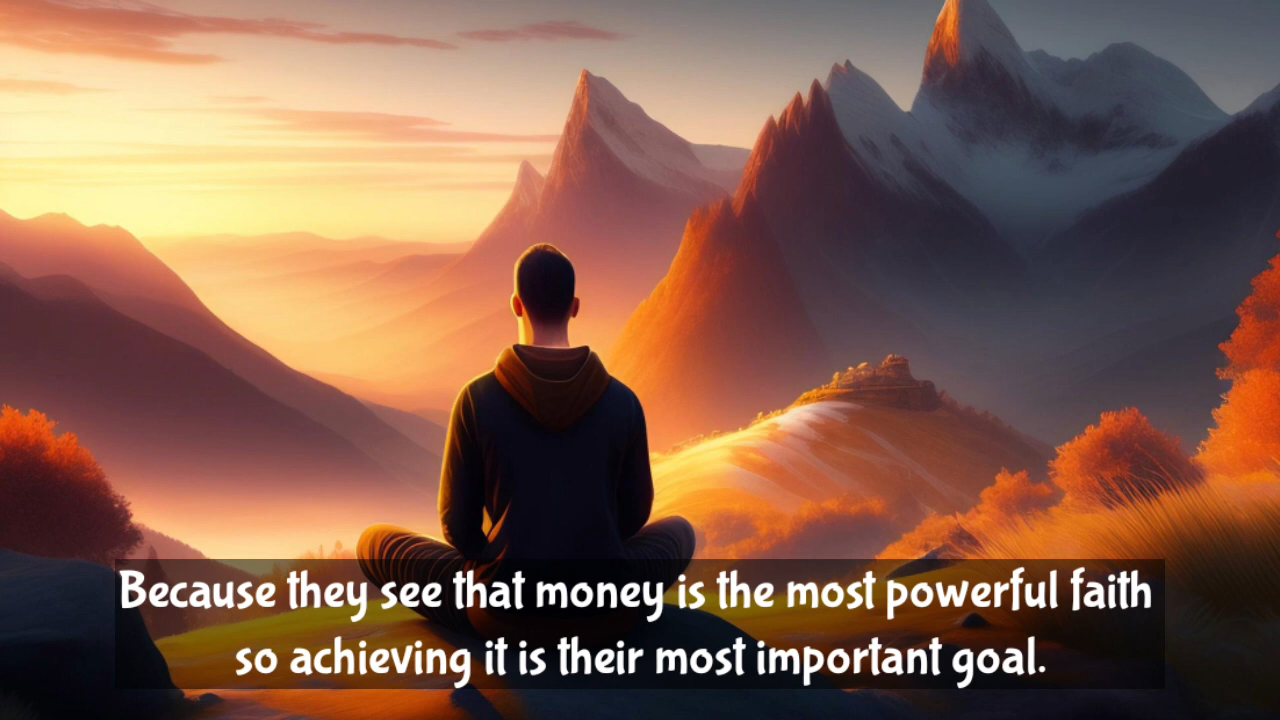 Because they see that money is the most powerful faith
so achieving it is their most important goal.